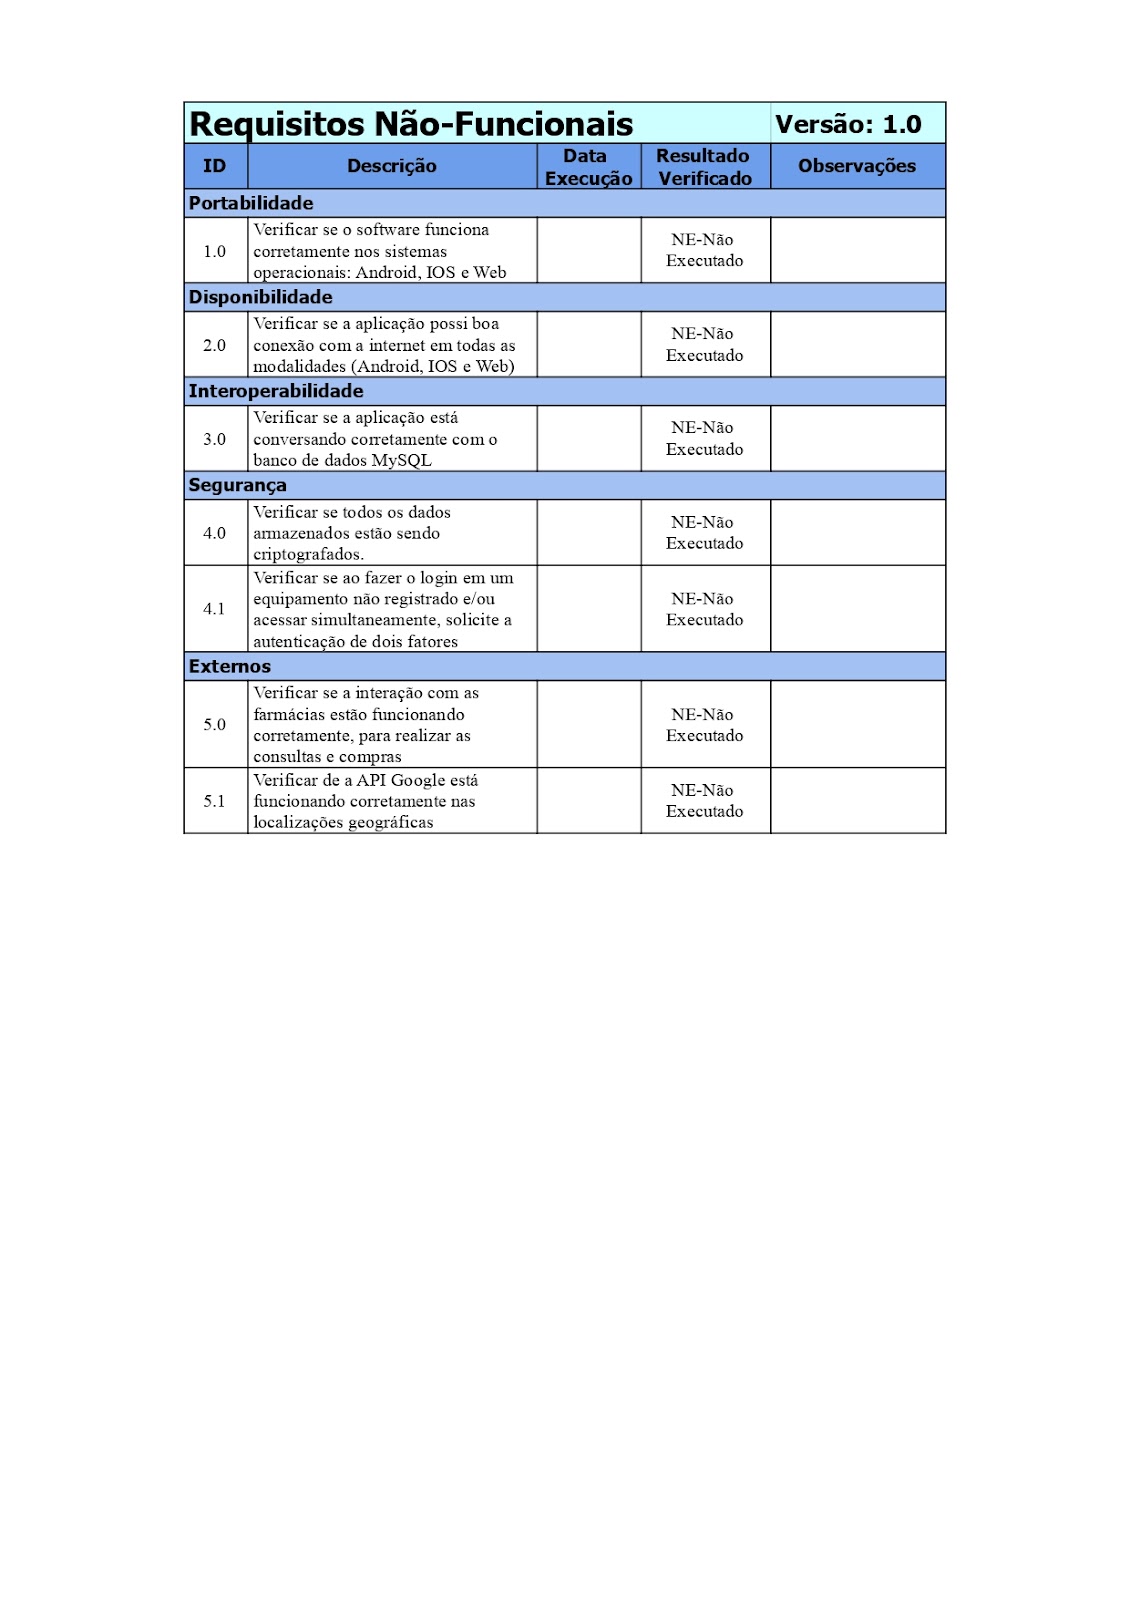 Requisitos Não-Funcionais Versão: 1.0
ID Descrição Data Execução Resultado Verificado Observações
Portabilidade
1.0 Verificar se o software funciona
corretamente nos sistemas
operacionais: Android, IOS e Web
NE-Não
Executado
Disponibilidade
2.0 Verificar se a aplicação possi boa
conexão com a internet em todas as
modalidades (Android, IOS e Web)
NE-Não
Executado
Interoperabilidade
3.0 Verificar se a aplicação está
conversando corretamente com o
banco de dados MySQL
NE-Não
Executado
Segurança
4.0 Verificar se todos os dados
armazenados estão sendo
criptografados.
NE-Não
Executado
4.1 Verificar se ao fazer o login em um
equipamento não registrado e/ou
acessar simultaneamente, solicite a
autenticação de dois fatores
NE-Não
Executado
Externos
5.0 Verificar se a interação com as
farmácias estão funcionando
corretamente, para realizar as
consultas e compras
NE-Não
Executado
5.1 Verificar de a API Google está
funcionando corretamente nas
localizações geográficas
NE-Não
Executado